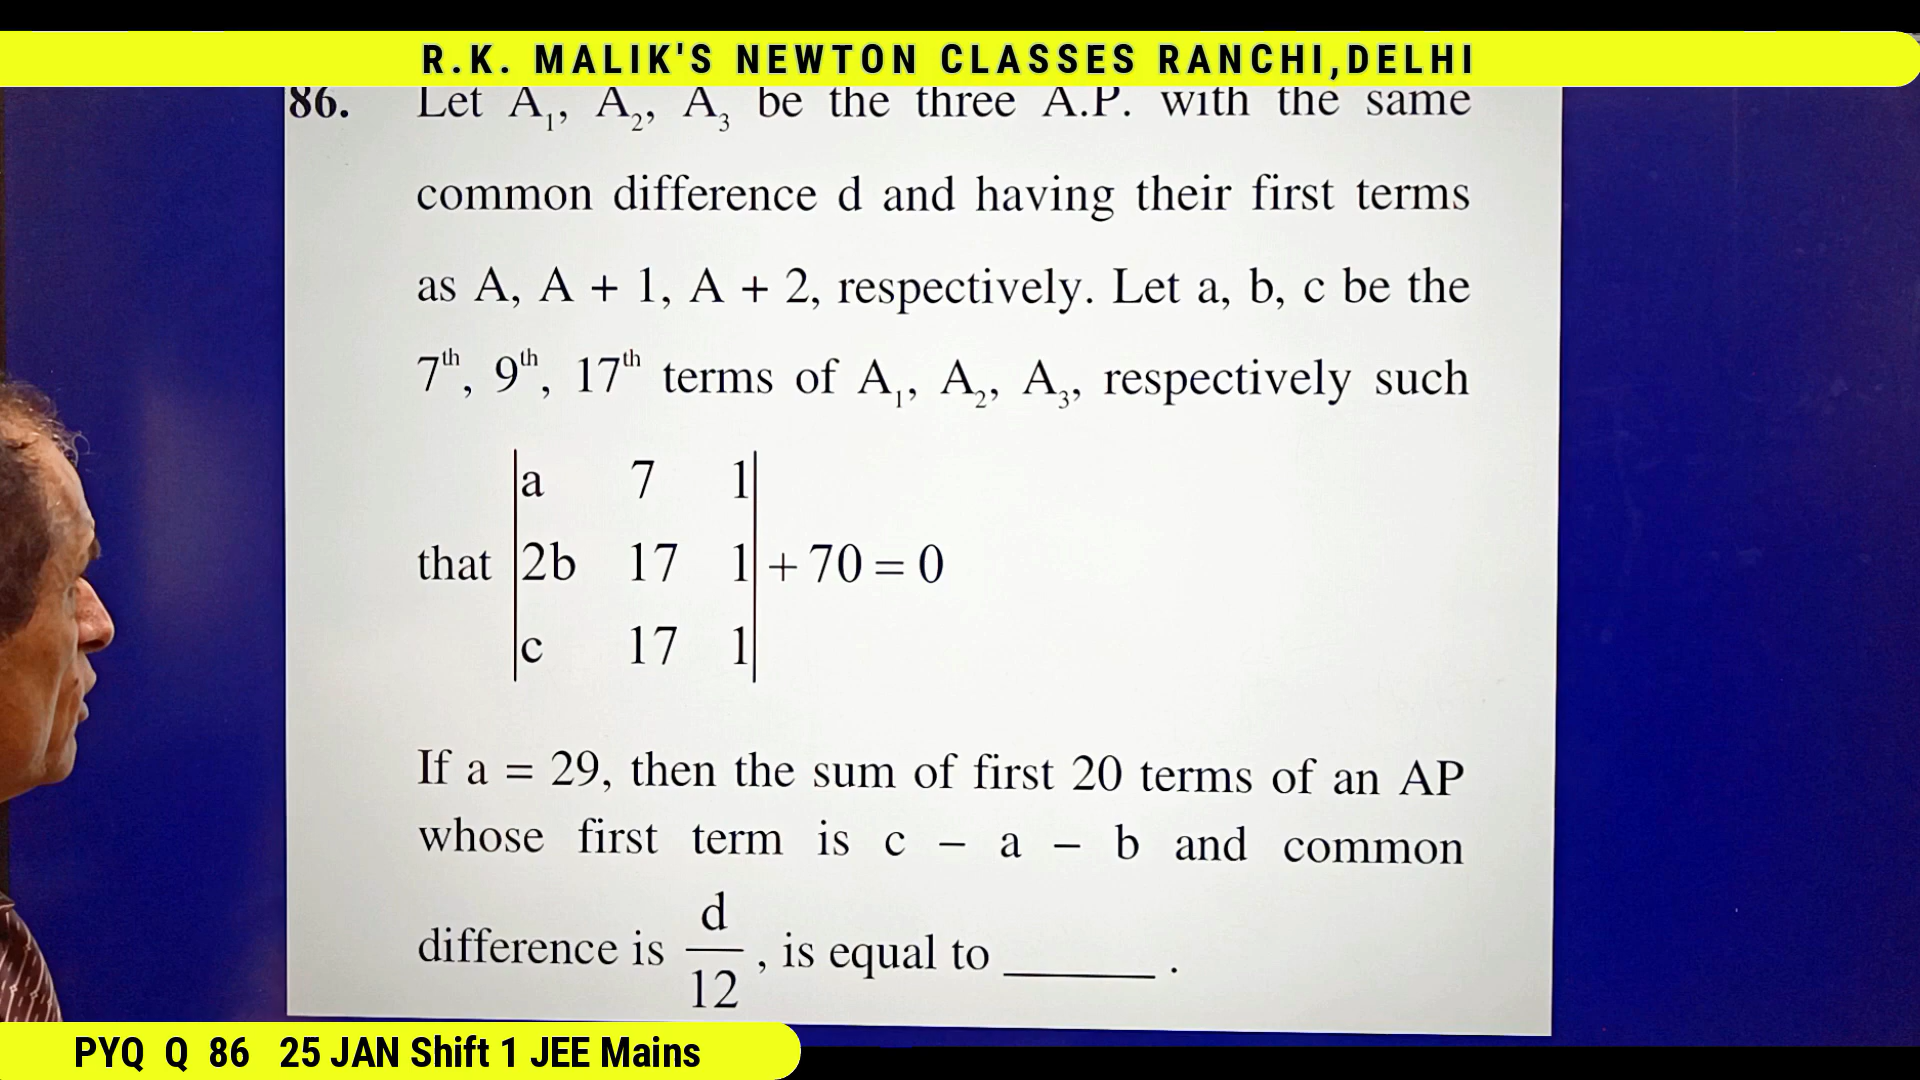 R.K. MALIK'S NEWTON CLASSES RANCHI,DELHI
86. Let A₁, A₂, A₃ be the three A.P. with the same
common difference d and having their first terms
as A, A + 1, A + 2, respectively. Let a, b, c be the
7ᵗʰ, 9ᵗʰ, 17ᵗʰ terms of A₁, A₂, A₃, respectively such
|a 7 1|
that |2b 17 1| + 70 = 0
|c 17 1|
If a = 29, then the sum of first 20 terms of an AP
whose first term is c – a – b and common
difference is d/12, is equal to ______ .
PYQ Q 86 25 JAN Shift 1 JEE Mains